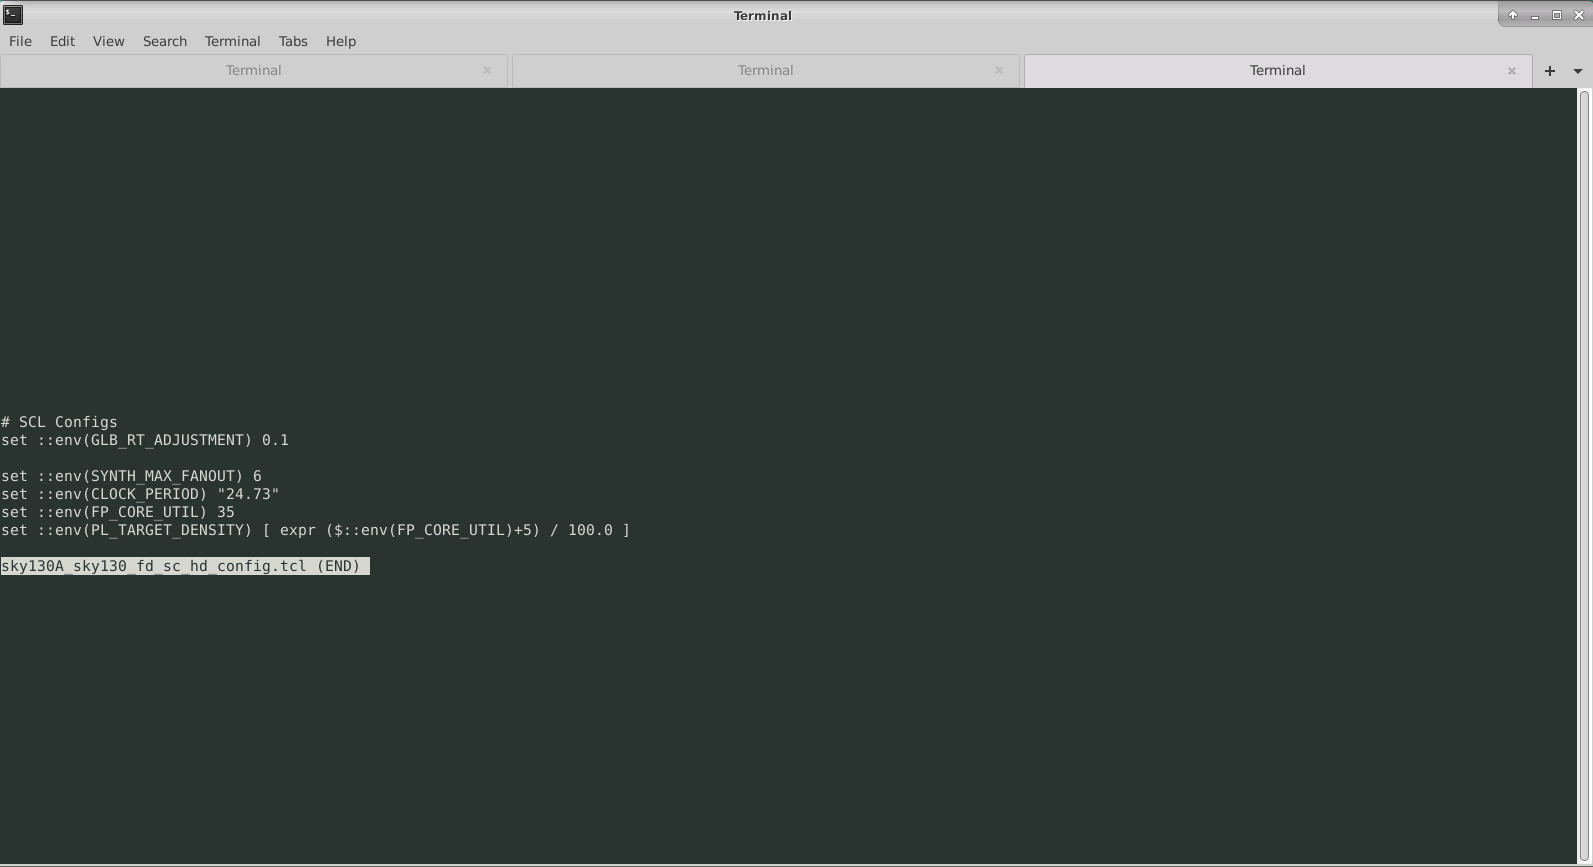 Terminal
File Edit View Search Terminal Tabs Help
Terminal Terminal Terminal
# SCL Configs
set ::env(GLB_RT_ADJUSTMENT) 0.1
set ::env(SYNTH_MAX_FANOUT) 6
set ::env(CLOCK_PERIOD) "24.73"
set ::env(FP_CORE_UTIL) 35
set ::env(PL_TARGET_DENSITY) [ expr ($::env(FP_CORE_UTIL)+5) / 100.0 ]
sky130A_sky130_fd_sc_hd_config.tcl (END)